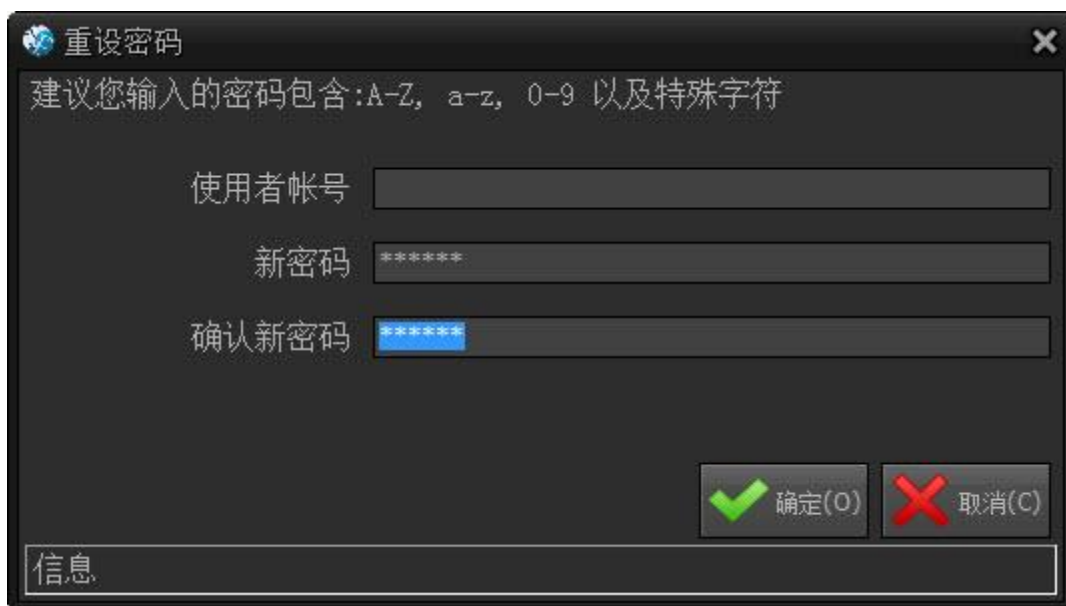 重设密码
建议您输入的密码包含:A-Z, a-z, 0-9 以及特殊字符
使用者帐号
新密码 ******
确认新密码 ******
确定(O) 取消(C)
信息